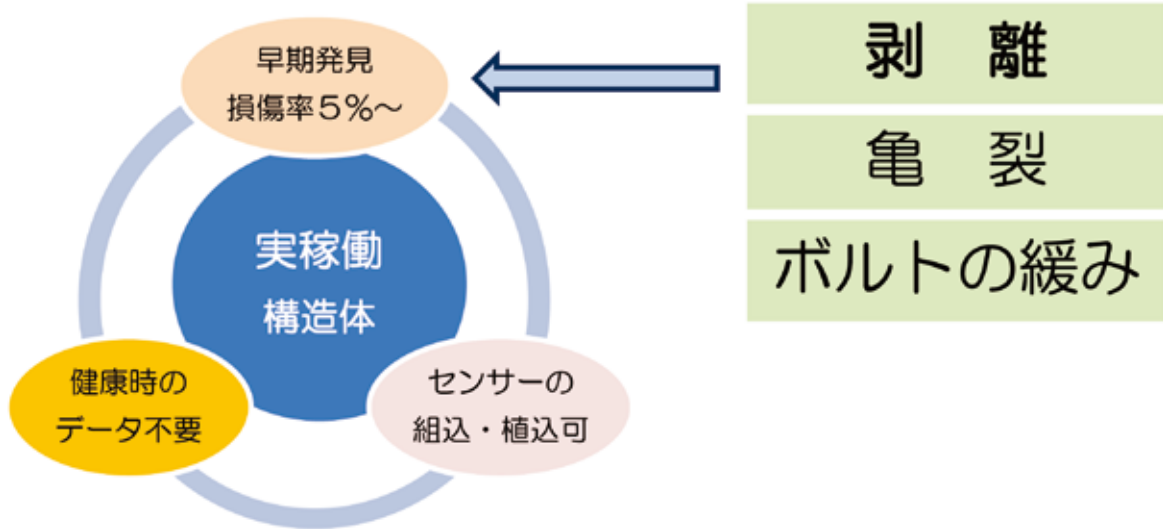 早期発見
損傷率５％～
剥　離
亀　裂
ボルトの緩み
実稼働
構造体
健康時の
データ不要
センサーの
組込・植込可